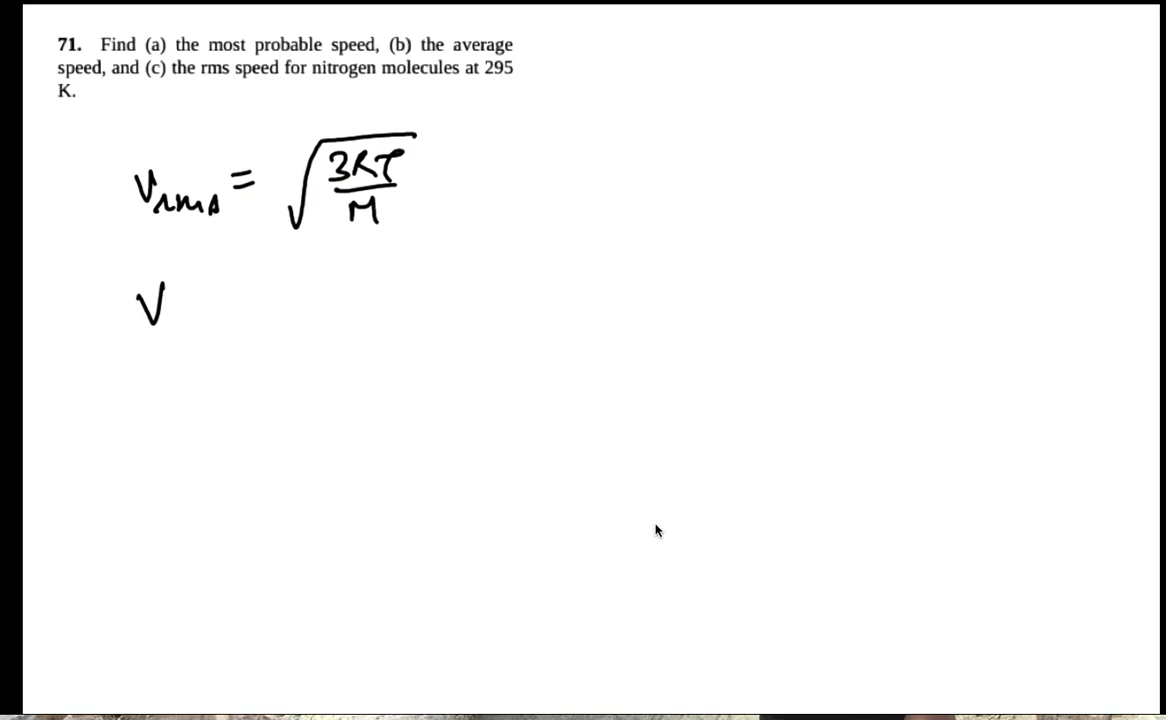 71. Find (a) the most probable speed, (b) the average
speed, and (c) the rms speed for nitrogen molecules at 295
K.
v_rms = √(3RT/M)
V